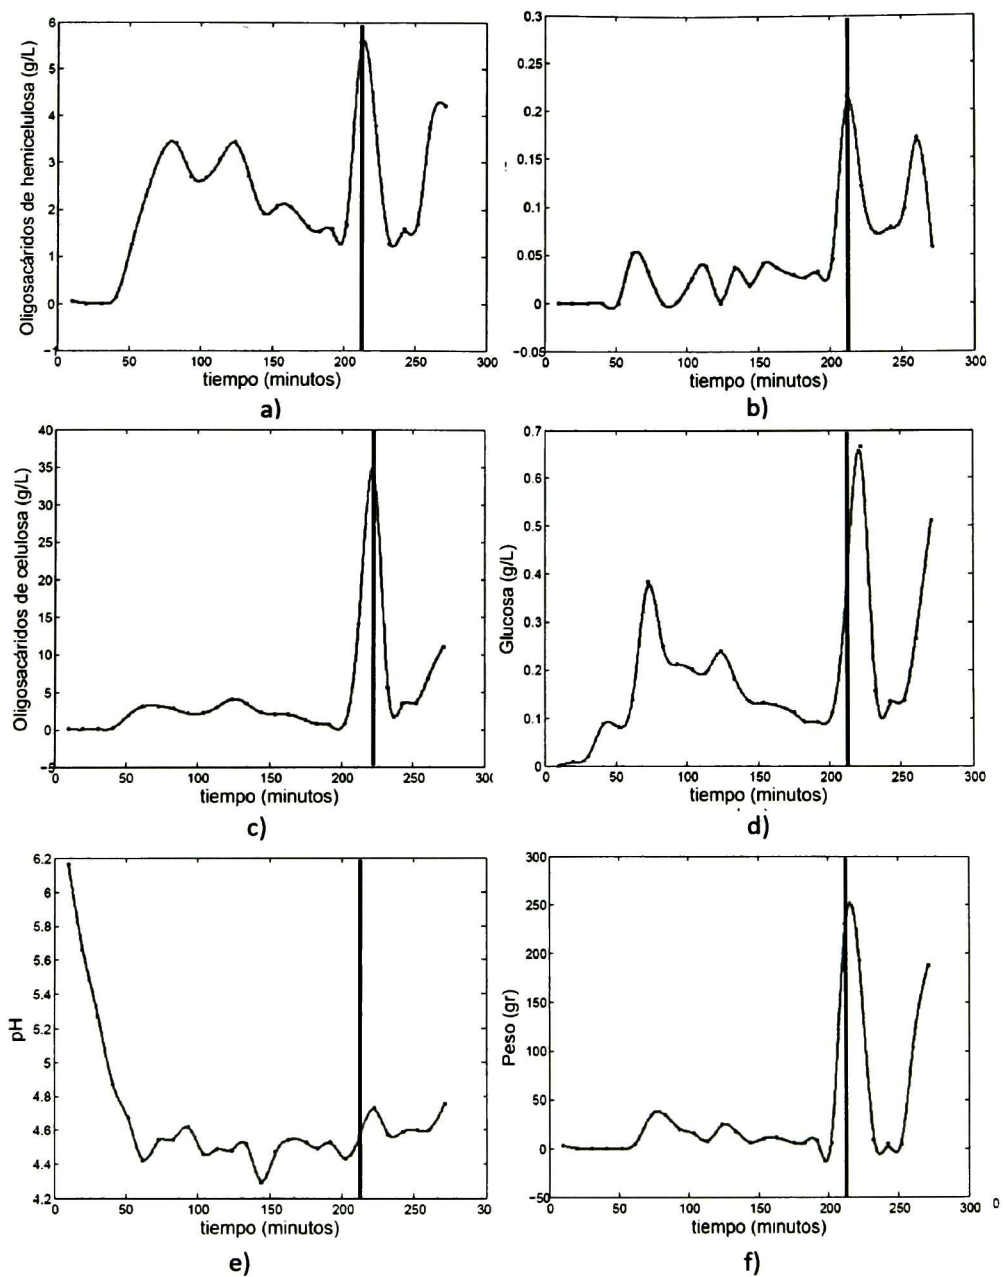 Oligosacáridos de hemicelulosa (g/L)
6
5
4
3
2
1
0
−1
0 50 100 150 200 250 300
tiempo (minutos)
a)
0.3
0.25
0.2
0.15
0.1
0.05
0
−0.05
0 50 100 150 200 250 300
tiempo (minutos)
b)
Oligosacáridos de celulosa (g/L)
40
35
30
25
20
15
10
5
0
−5
0 50 100 150 200 250 30
tiempo (minutos)
c)
Glucosa (g/L)
0.7
0.6
0.5
0.4
0.3
0.2
0.1
0
0 50 100 150 200 250 300
tiempo (minutos)
d)
pH
6.2
6
5.8
5.6
5.4
5.2
5
4.8
4.6
4.4
4.2
0 50 100 150 200 250 30
tiempo (minutos)
e)
Peso (gr)
300
250
200
150
100
50
0
−50
0 50 100 150 200 250 300
tiempo (minutos)
f)
0